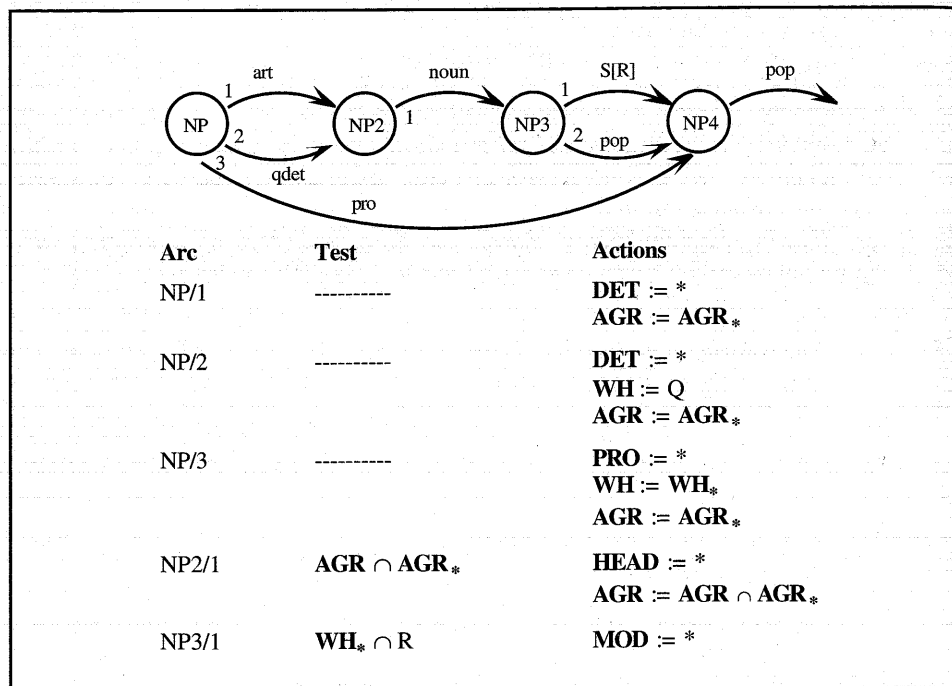 art noun S[R] pop
1 1 
NP NP2 1 NP3 NP4
2 2 pop
3 qdet
pro
Arc Test Actions
NP/1 ---------- DET := *
AGR := AGR*
NP/2 ---------- DET := *
WH := Q
AGR := AGR*
NP/3 ---------- PRO := *
WH := WH*
AGR := AGR*
NP2/1 AGR ∩ AGR* HEAD := *
AGR := AGR ∩ AGR*
NP3/1 WH* ∩ R MOD := *